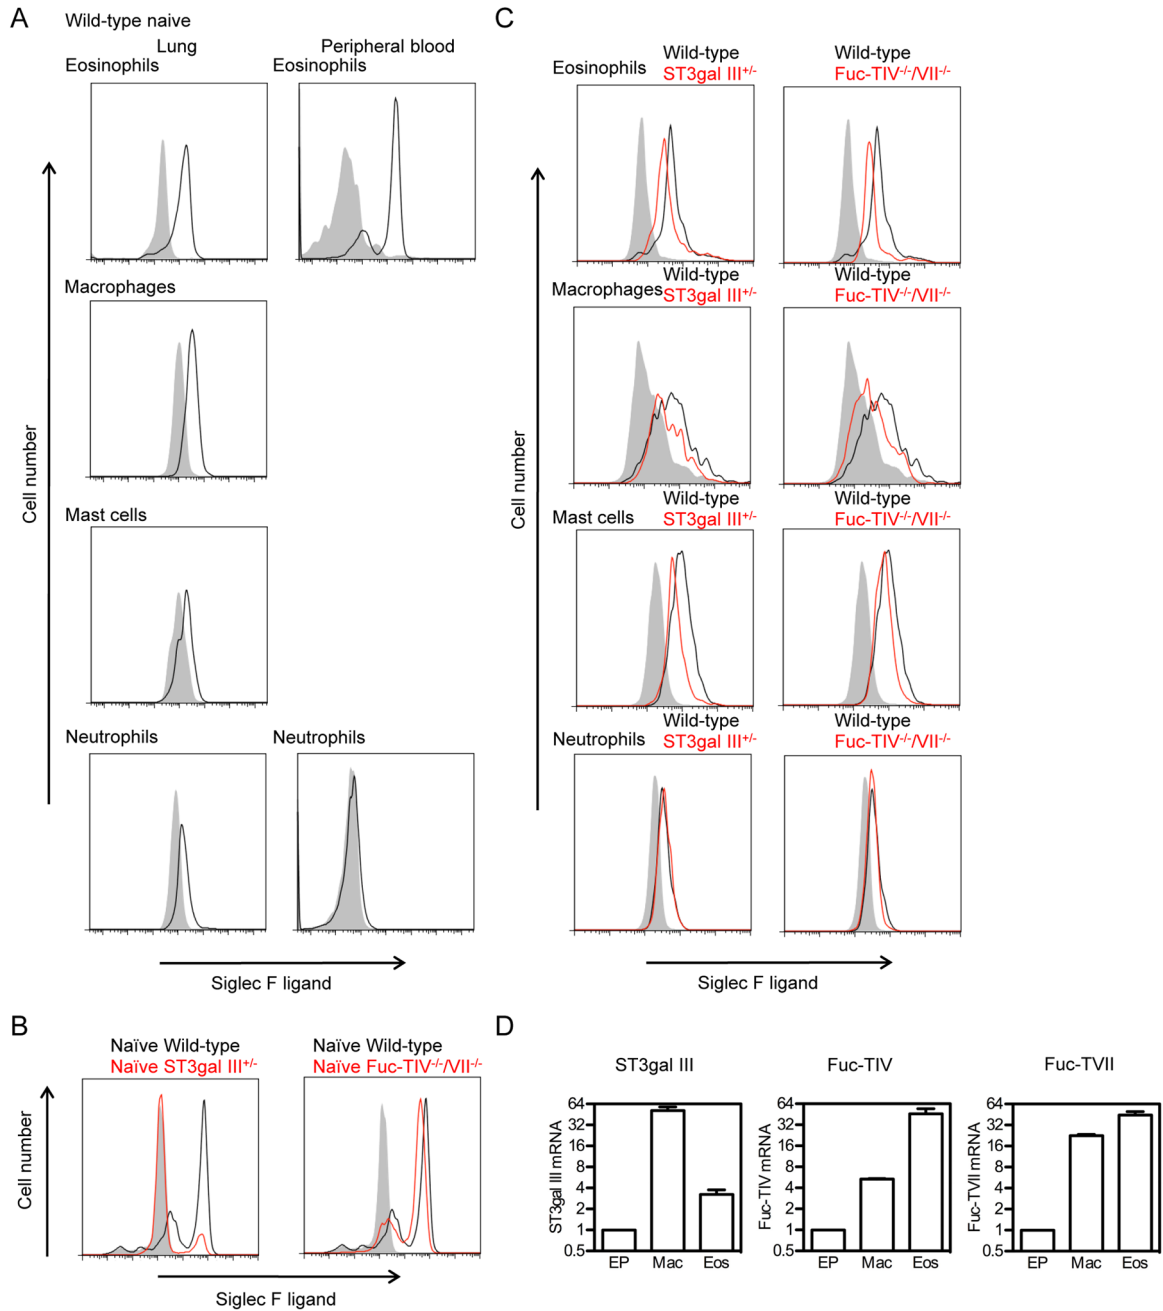 A
Wild-type naive
Lung
Peripheral blood
Eosinophils
Eosinophils
Macrophages
Mast cells
Neutrophils
Neutrophils
Cell number
Siglec F ligand
C
Eosinophils
Wild-type
ST3gal III+/-
Wild-type
Fuc-TIV-/-/VII-/-
Macrophages
Wild-type
ST3gal III+/-
Wild-type
Fuc-TIV-/-/VII-/-
Mast cells
Wild-type
ST3gal III+/-
Wild-type
Fuc-TIV-/-/VII-/-
Neutrophils
Wild-type
ST3gal III+/-
Wild-type
Fuc-TIV-/-/VII-/-
Cell number
Siglec F ligand
B
Naïve Wild-type
Naïve ST3gal III+/-
Naïve Wild-type
Naïve Fuc-TIV-/-/VII-/-
Cell number
Siglec F ligand
D
ST3gal III
ST3gal III mRNA
64
32
16
8
4
2
1
0.5
EP Mac Eos
Fuc-TIV
Fuc-TIV mRNA
64
32
16
8
4
2
1
0.5
EP Mac Eos
Fuc-TVII
Fuc-TVII mRNA
64
32
16
8
4
2
1
0.5
EP Mac Eos